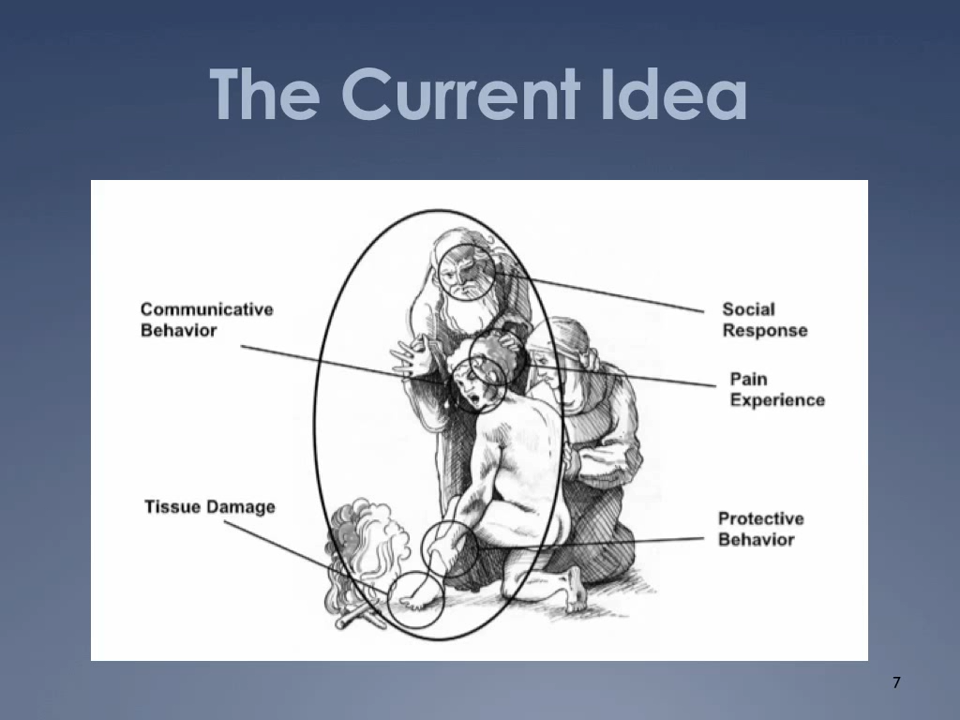 The Current Idea
Communicative
Behavior
Social
Response
Pain
Experience
Tissue Damage
Protective
Behavior
7